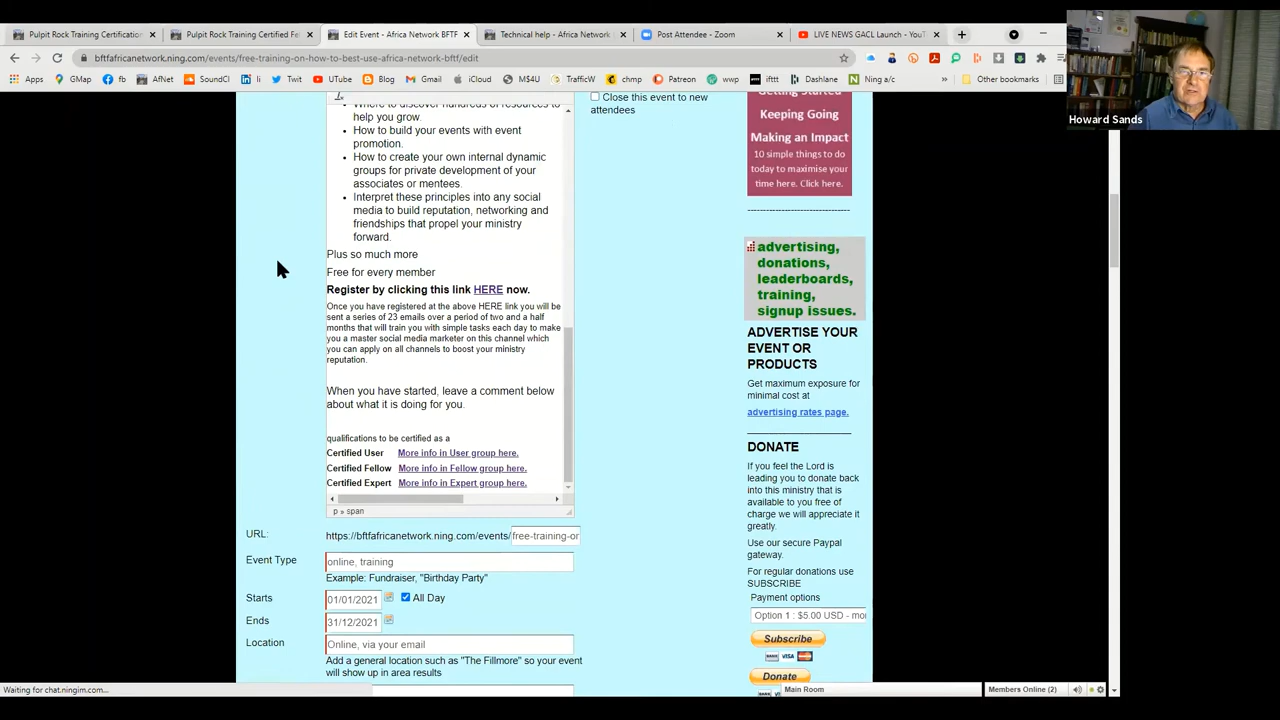 Pulpit Rock Training Certification
Pulpit Rock Training Certified Fel
Edit Event - Africa Network BFTF
Technical help - Africa Network
Post Attendee - Zoom
LIVE NEWS GACL Launch - YouT
bftfafricanetwork.ning.com/events/free-training-on-how-to-best-use-africa-network-bftf/edit
Apps
GMap
fb
AfNet
SoundCl
li
Twit
UTube
Blog
Gmail
iCloud
MS4U
TrafficW
chmp
Patreon
wwp
ifttt
Dashlane
Ning a/c
»
Other bookmarks
Howard Sands
Where to discover hundreds of resources to
help you grow.
How to build your events with event
promotion.
How to create your own internal dynamic
groups for private development of your
associates or mentees.
Interpret these principles into any social
media to build reputation, networking and
friendships that propel your ministry
forward.
Plus so much more
Free for every member
Register by clicking this link HERE now.
Once you have registered at the above HERE link you will be
sent a series of 23 emails over a period of two and a half
months that will train you with simple tasks each day to make
you a master social media marketer on this channel which
you can apply on all channels to boost your ministry
reputation.
When you have started, leave a comment below
about what it is doing for you.
qualifications to be certified as a
Certified User More info in User group here.
Certified Fellow More info in Fellow group here.
Certified Expert More info in Expert group here.
p » span
URL: https://bftfafricanetwork.ning.com/events/ free-training-or
Event Type online, training
Example: Fundraiser, "Birthday Party"
Starts 01/01/2021 All Day
Ends 31/12/2021
Location Online, via your email
Add a general location such as "The Fillmore" so your event
will show up in area results
Close this event to new
attendees
Getting Started
Keeping Going
Making an Impact
10 simple things to do
today to maximise your
time here. Click here.
--------------------------------
advertising,
donations,
leaderboards,
training,
signup issues.
ADVERTISE YOUR
EVENT OR
PRODUCTS
Get maximum exposure for
minimal cost at
advertising rates page.
DONATE
If you feel the Lord is
leading you to donate back
into this ministry that is
available to you free of
charge we will appreciate it
greatly.
Use our secure Paypal
gateway.
For regular donations use
SUBSCRIBE
Payment options
Option 1 : $5.00 USD - mo
Subscribe
BANK VISA
Donate
Waiting for chat.ningim.com...
Main Room
Members Online (2)